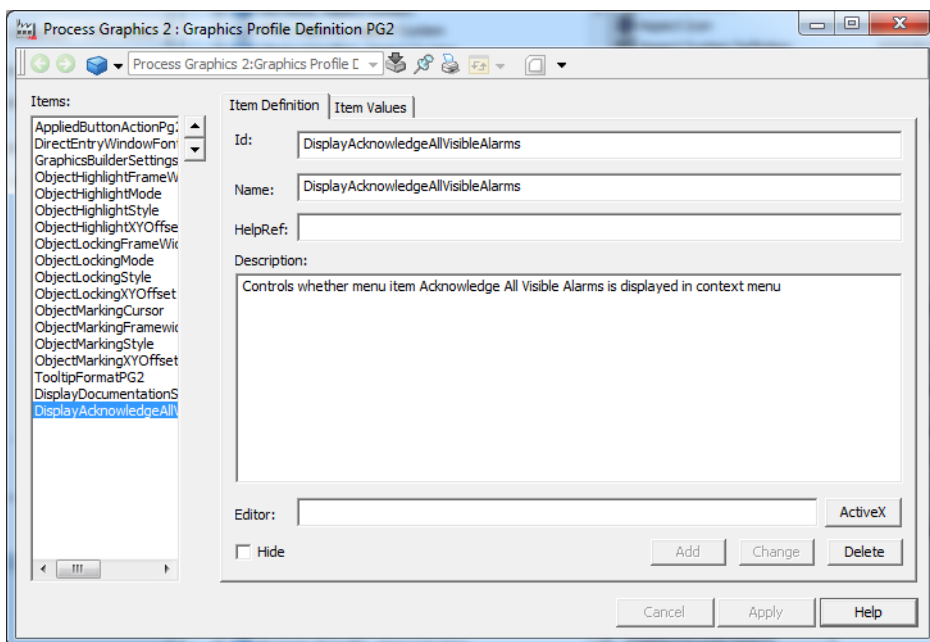 Process Graphics 2 : Graphics Profile Definition PG2
Process Graphics 2:Graphics Profile D
Items:
AppliedButtonActionPg2
DirectEntryWindowFon
GraphicsBuilderSettings
ObjectHighlightFrameW
ObjectHighlightMode
ObjectHighlightStyle
ObjectHighlightXYOffse
ObjectLockingFrameWid
ObjectLockingMode
ObjectLockingStyle
ObjectLockingXYOffset
ObjectMarkingCursor
ObjectMarkingFramewid
ObjectMarkingStyle
ObjectMarkingXYOffset
TooltipFormatPG2
DisplayDocumentationS
DisplayAcknowledgeAllV
Item Definition
Item Values
Id:
DisplayAcknowledgeAllVisibleAlarms
Name:
DisplayAcknowledgeAllVisibleAlarms
HelpRef:
Description:
Controls whether menu item Acknowledge All Visible Alarms is displayed in context menu
Editor:
ActiveX
Hide
Add
Change
Delete
Cancel
Apply
Help